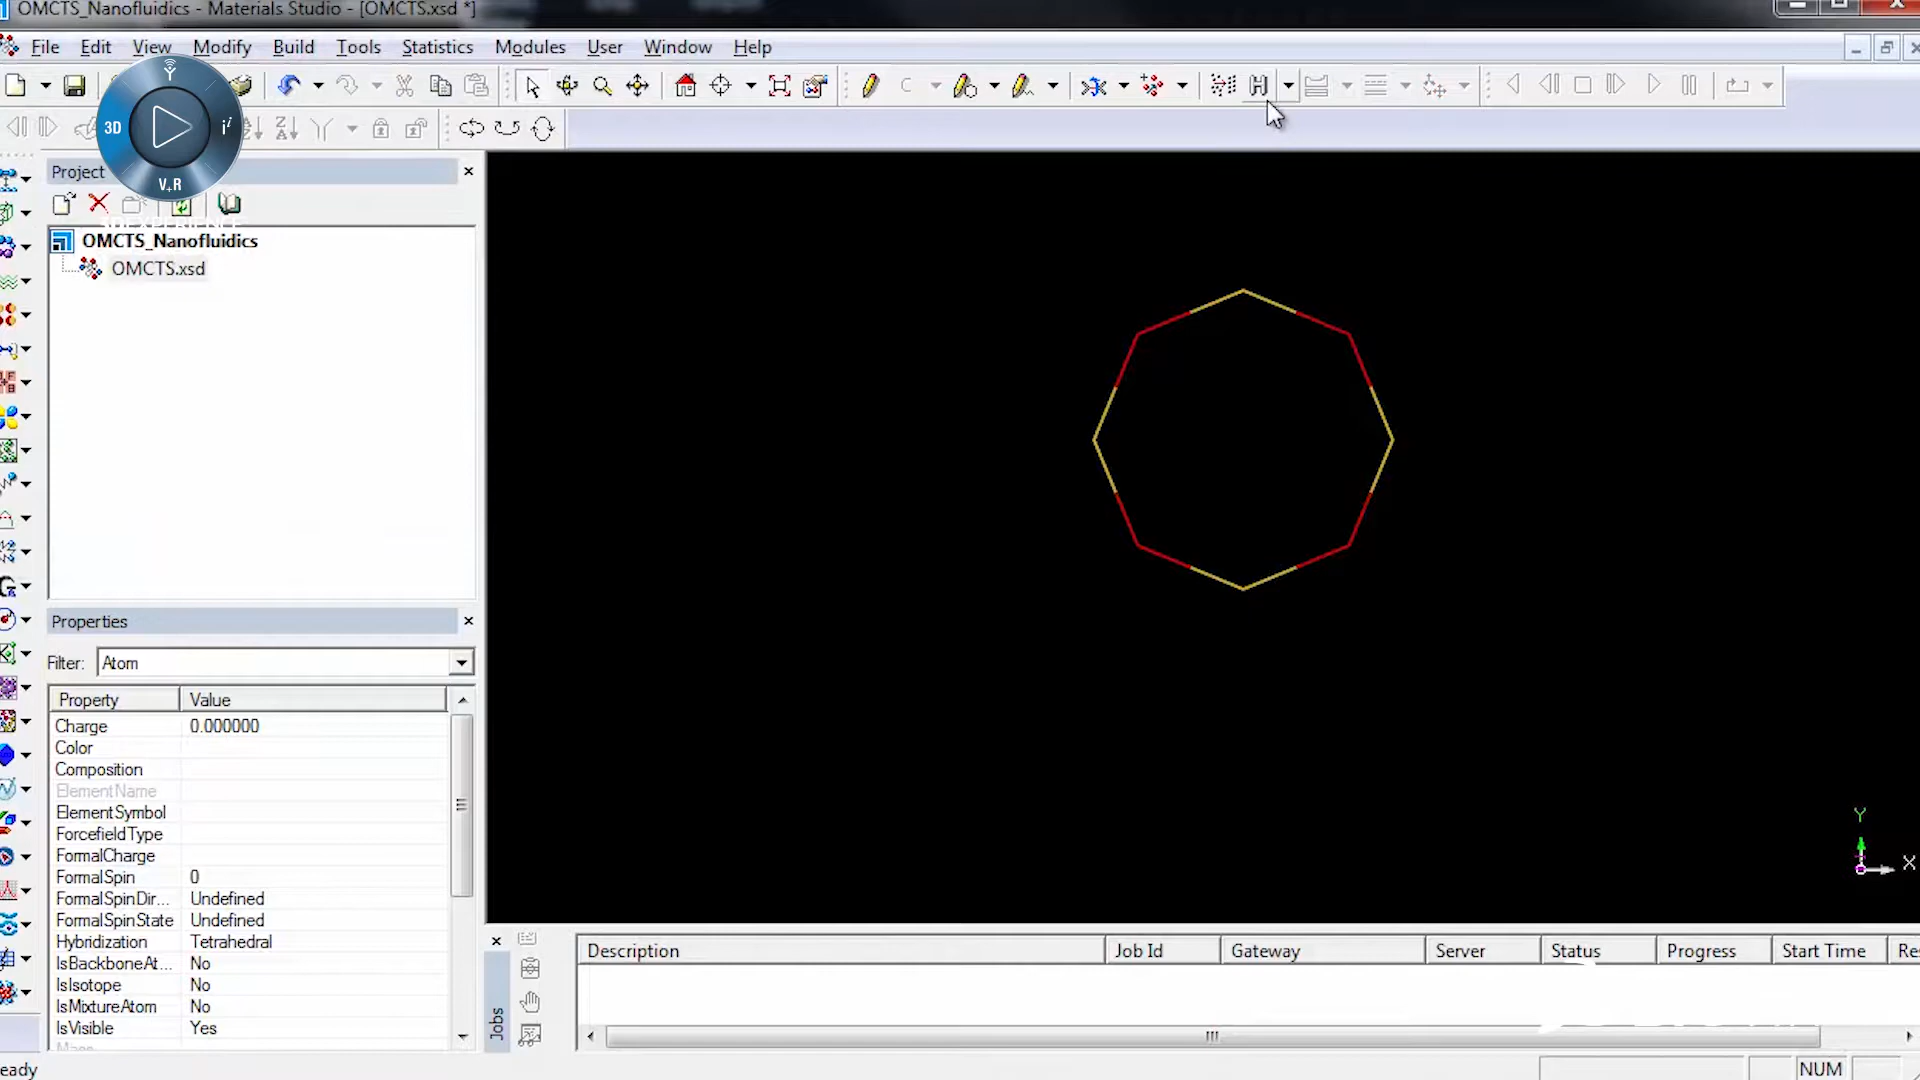 OMCTS_Nanofluidics - Materials Studio - [OMCTS.xsd *]
File Edit View Modify Build Tools Statistics Modules User Window Help
3D i V,R
Project
3DEXPERIENCE
OMCTS_Nanofluidics
OMCTS.xsd
Properties
Filter: Atom
Property Value
Charge 0.000000
Color
Composition
ElementName
ElementSymbol
ForcefieldType
FormalCharge
FormalSpin 0
FormalSpinDir... Undefined
FormalSpinState Undefined
Hybridization Tetrahedral
IsBackboneAt... No
IsIsotope No
IsMixtureAtom No
IsVisible Yes
Y
X
Description Job Id Gateway Server Status Progress Start Time Re
Jobs
eady
NUM